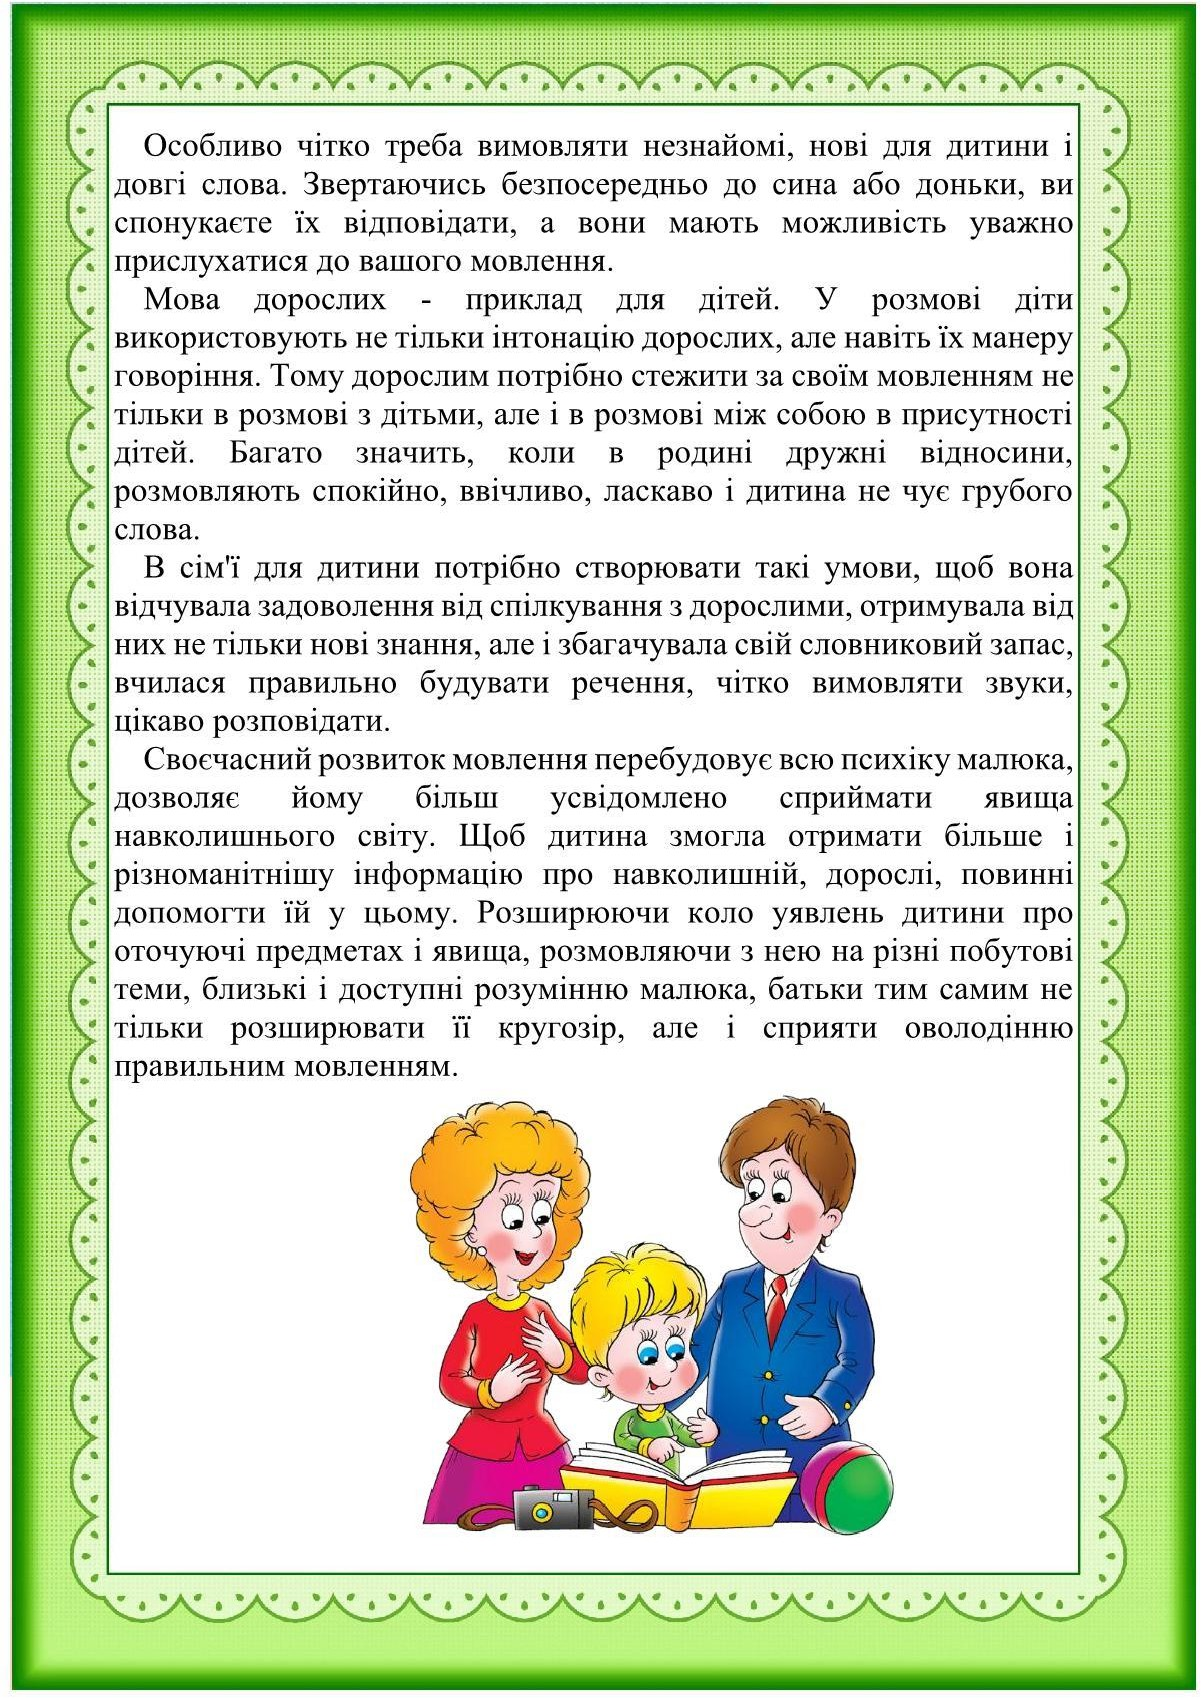 Особливо чітко треба вимовляти незнайомі, нові для дитини і
довгі слова. Звертаючись безпосередньо до сина або доньки, ви
спонукаєте їх відповідати, а вони мають можливість уважно
прислухатися до вашого мовлення.
Мова дорослих - приклад для дітей. У розмові діти
використовують не тільки інтонацію дорослих, але навіть їх манеру
говоріння. Тому дорослим потрібно стежити за своїм мовленням не
тільки в розмові з дітьми, але і в розмові між собою в присутності
дітей. Багато значить, коли в родині дружні відносини,
розмовляють спокійно, ввічливо, ласкаво і дитина не чує грубого
слова.
В сім'ї для дитини потрібно створювати такі умови, щоб вона
відчувала задоволення від спілкування з дорослими, отримувала від
них не тільки нові знання, але і збагачувала свій словниковий запас,
вчилася правильно будувати речення, чітко вимовляти звуки,
цікаво розповідати.
Своєчасний розвиток мовлення перебудовує всю психіку малюка,
дозволяє йому більш усвідомлено сприймати явища
навколишнього світу. Щоб дитина змогла отримати більше і
різноманітнішу інформацію про навколишній, дорослі, повинні
допомогти їй у цьому. Розширюючи коло уявлень дитини про
оточуючі предметах і явища, розмовляючи з нею на різні побутові
теми, близькі і доступні розумінню малюка, батьки тим самим не
тільки розширювати її кругозір, але і сприяти оволодінню
правильним мовленням.